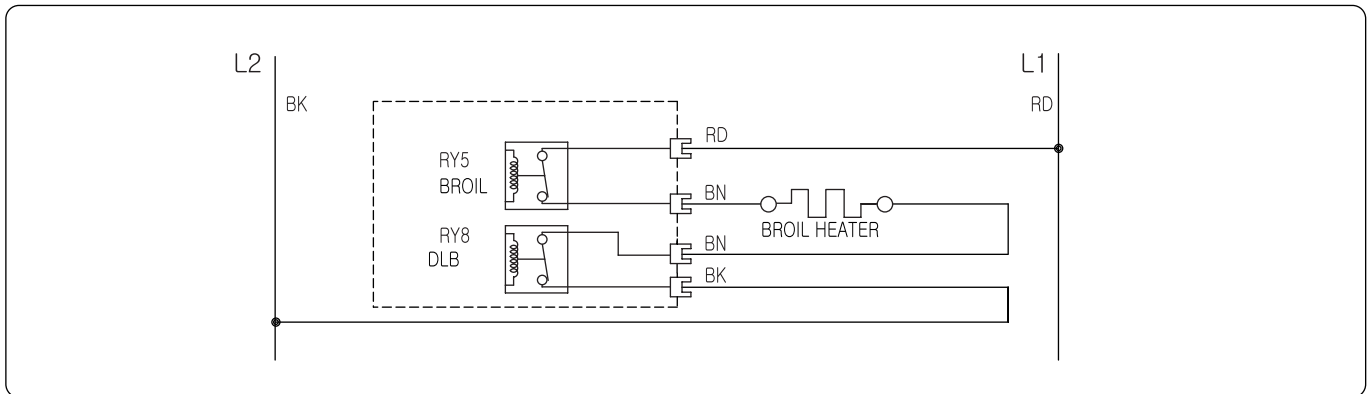 L2
L1
BK
RD
RD
RY5
BROIL
BN
BROIL HEATER
RY8
DLB
BN
BK